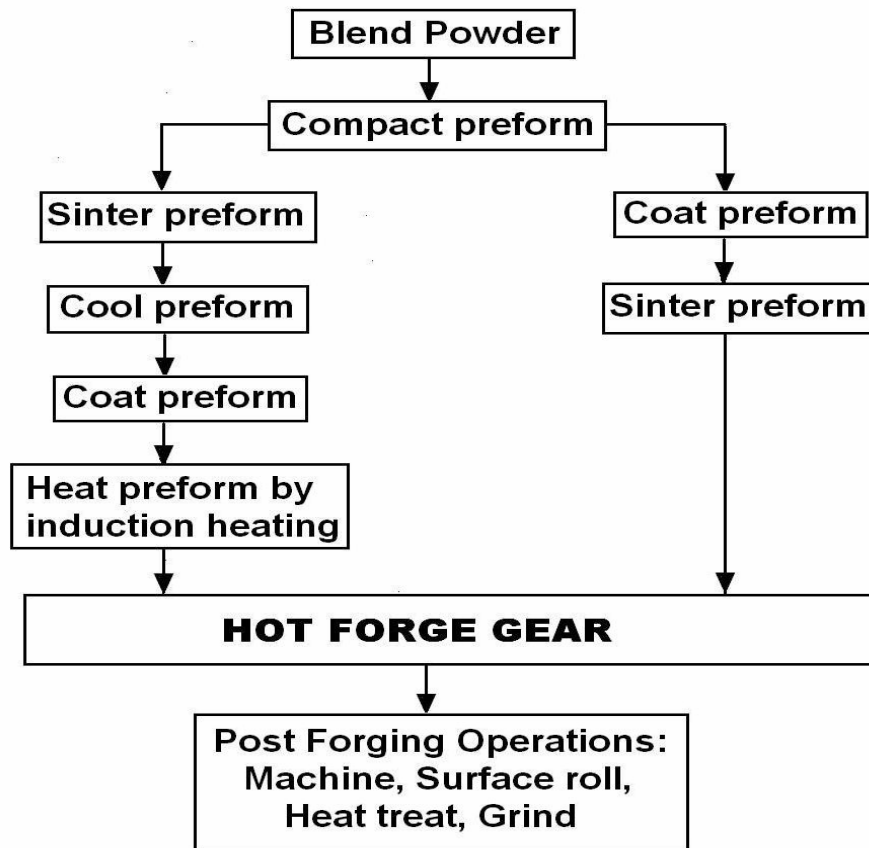 Blend Powder
Compact preform
Sinter preform
Cool preform
Coat preform
Heat preform by
induction heating
Coat preform
Sinter preform
HOT FORGE GEAR
Post Forging Operations:
Machine, Surface roll,
Heat treat, Grind